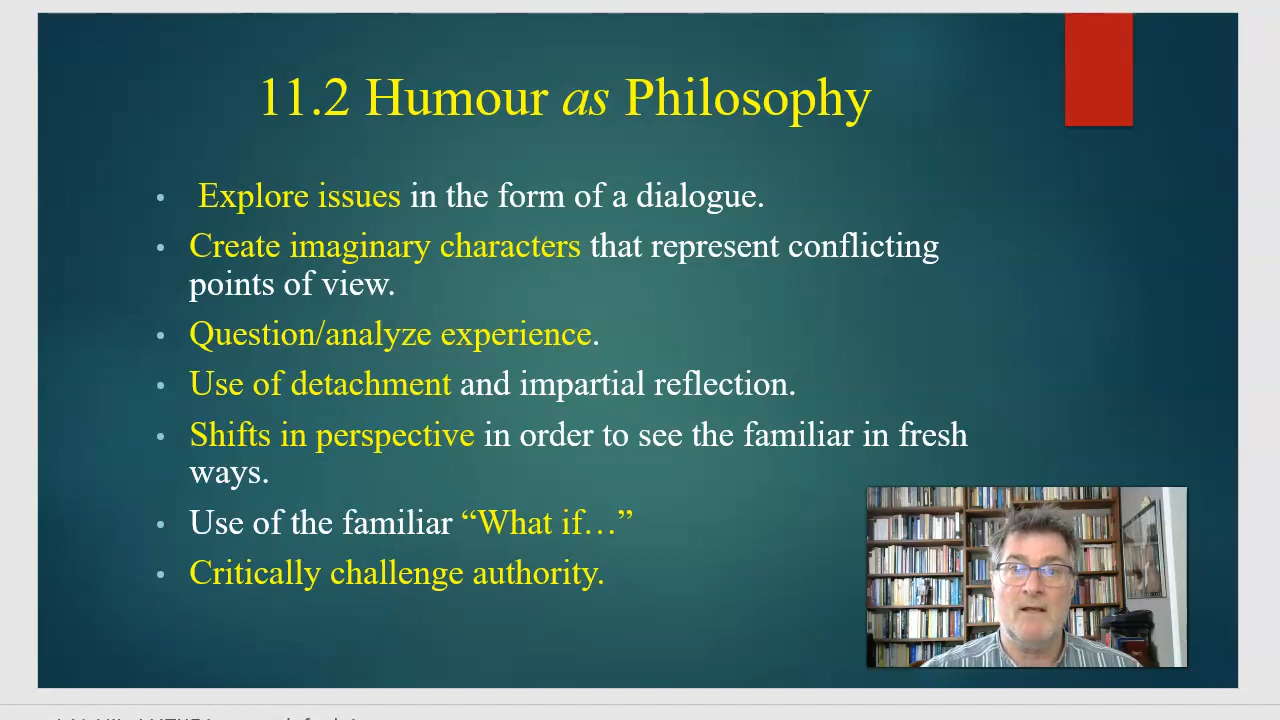 11.2 Humour as Philosophy
• Explore issues in the form of a dialogue.
• Create imaginary characters that represent conflicting
points of view.
• Question/analyze experience.
• Use of detachment and impartial reflection.
• Shifts in perspective in order to see the familiar in fresh
ways.
• Use of the familiar “What if…”
• Critically challenge authority.